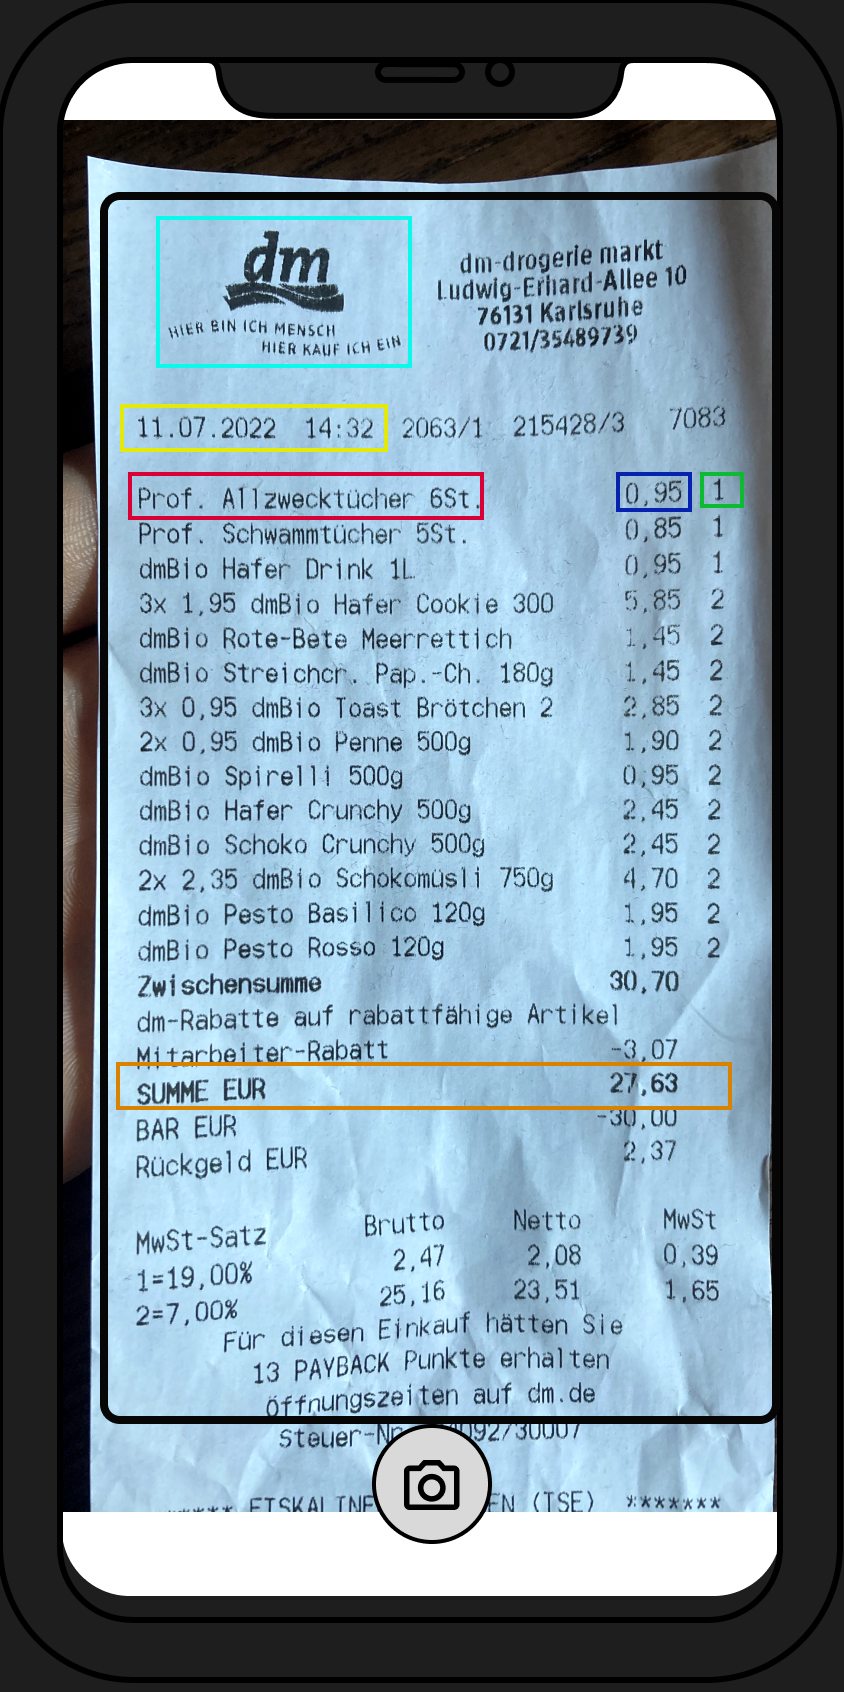 dm
HIER BIN ICH MENSCH
HIER KAUF ICH EIN
dm-drogerie markt
Ludwig-Erhard-Allee 10
76131 Karlsruhe
0721/35489739
11.07.2022 14:32 2063/1 215428/3 7083
Prof. Allzwecktücher 6St. 0,95 1
Prof. Schwammtücher 5St. 0,85 1
dmBio Hafer Drink 1L 0,95 1
3x 1,95 dmBio Hafer Cookie 300 5,85 2
dmBio Rote-Bete Meerrettich 1,45 2
dmBio Streichcr. Pap.-Ch. 180g 1,45 2
3x 0,95 dmBio Toast Brötchen 2 2,85 2
2x 0,95 dmBio Penne 500g 1,90 2
dmBio Spirelli 500g 0,95 2
dmBio Hafer Crunchy 500g 2,45 2
dmBio Schoko Crunchy 500g 2,45 2
2x 2,35 dmBio Schokomüsli 750g 4,70 2
dmBio Pesto Basilico 120g 1,95 2
dmBio Pesto Rosso 120g 1,95 2
Zwischensumme 30,70
dm-Rabatte auf rabattfähige Artikel
Mitarbeiter-Rabatt -3,07
SUMME EUR 27,63
BAR EUR -30,00
Rückgeld EUR 2,37
MwSt-Satz Brutto Netto MwSt
1=19,00% 2,47 2,08 0,39
2=7,00% 25,16 23,51 1,65
Für diesen Einkauf hätten Sie
13 PAYBACK Punkte erhalten
Öffnungszeiten auf dm.de
Steuer-Nr 092/30007
(TSE) *******